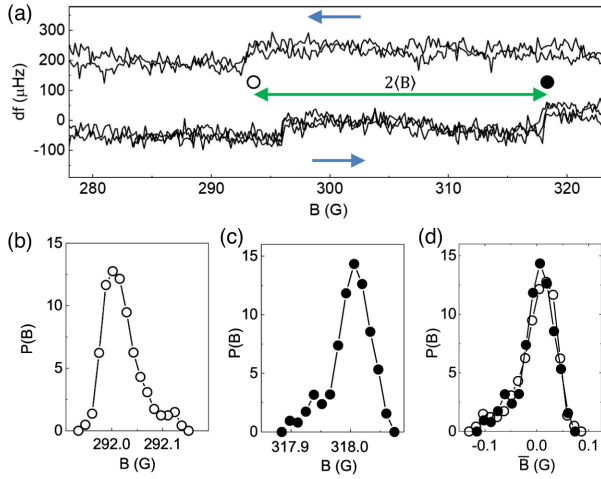 (a)
df (μHz)
300
200
100
0
-100
2⟨B⟩
280 290 300 310 320
B (G)
(b) (c) (d)
P(B)
15
10
5
0
292.0 292.1
B (G)
P(B)
15
10
5
0
317.9 318.0
B (G)
P(B)
15
10
5
0
-0.1 0.0 0.1
B̅ (G)